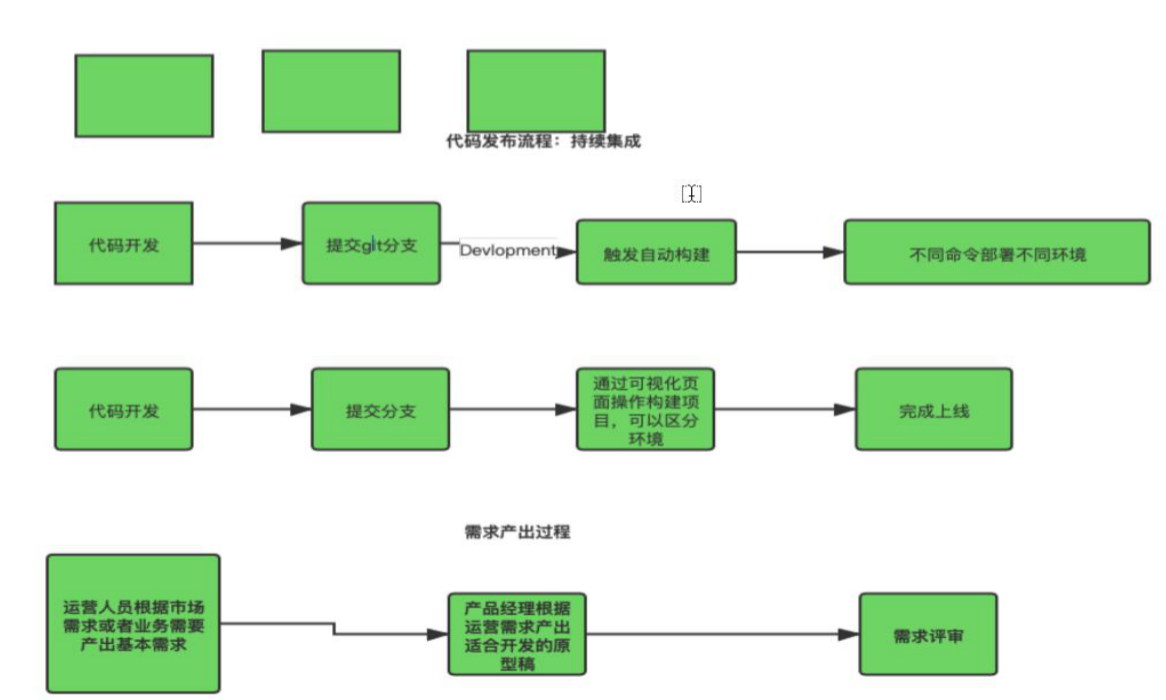 代码发布流程：持续集成
代码开发
提交git分支
Devlopment
触发自动构建
不同命令部署不同环境
代码开发
提交分支
通过可视化页
面操作构建项
目，可以区分
环境
完成上线
需求产出过程
运营人员根据市场
需求或者业务需要
产出基本需求
产品经理根据
运营需求产出
适合开发的原
型稿
需求评审